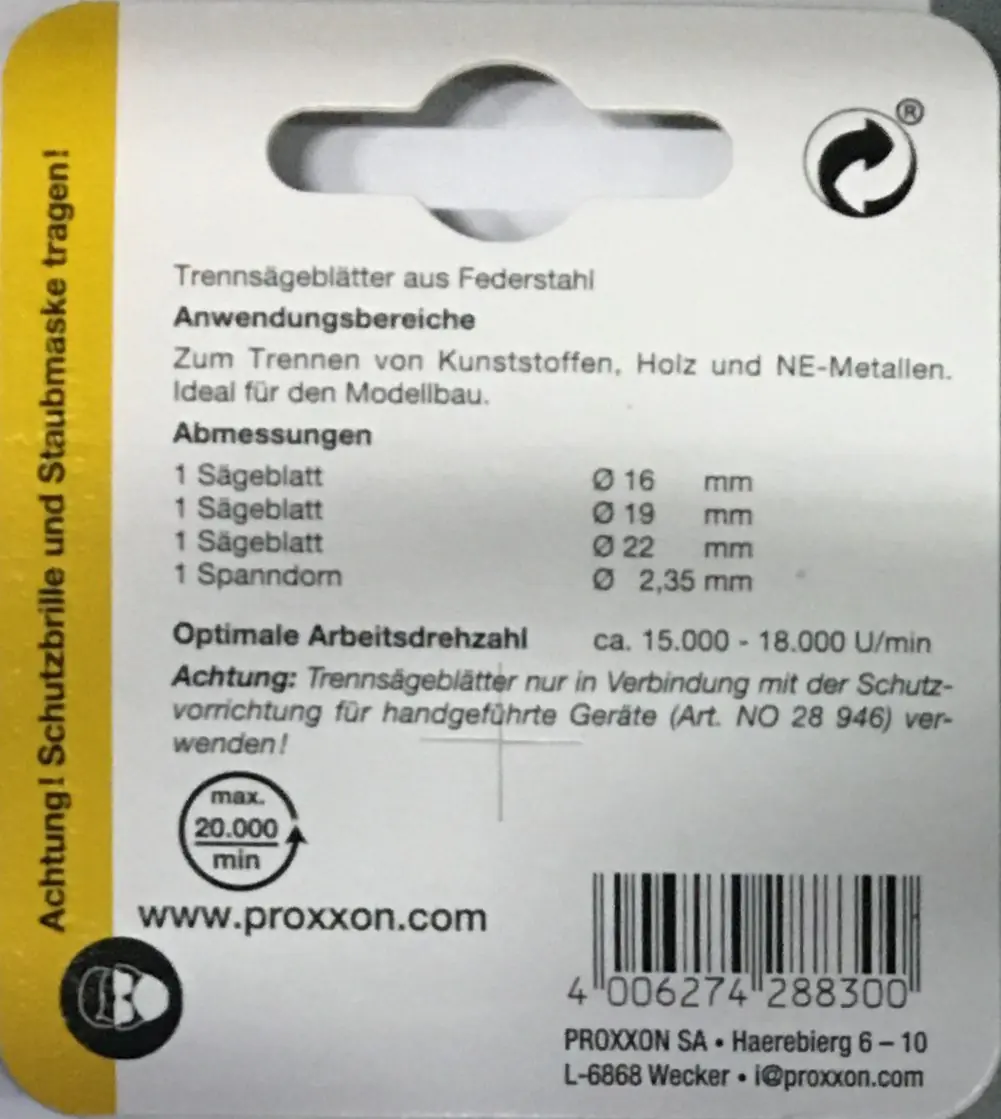 Achtung! Schutzbrille und Staubmaske tragen!
®
Trennsägeblätter aus Federstahl
Anwendungsbereiche
Zum Trennen von Kunststoffen, Holz und NE-Metallen.
Ideal für den Modellbau.
Abmessungen
1 Sägeblatt Ø 16 mm
1 Sägeblatt Ø 19 mm
1 Sägeblatt Ø 22 mm
1 Spanndorn Ø 2,35 mm
Optimale Arbeitsdrehzahl ca. 15.000 - 18.000 U/min
Achtung: Trennsägeblätter nur in Verbindung mit der Schutz-
vorrichtung für handgeführte Geräte (Art. NO 28 946) ver-
wenden!
max.
20.000
min
www.proxxon.com
4 006274 288300
PROXXON SA • Haerebierg 6 – 10
L-6868 Wecker • i@proxxon.com